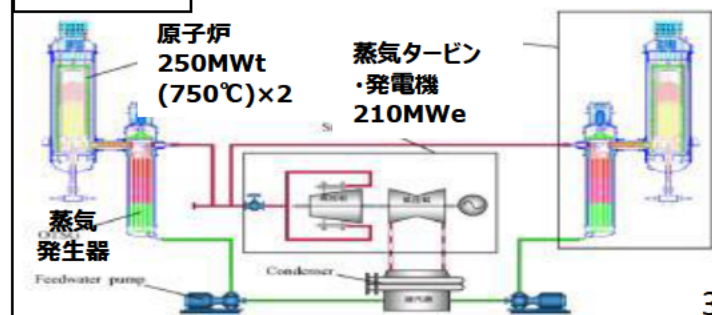 原子炉
250MWt
(750℃)×2
蒸気タービン
・発電機
210MWe
蒸気
発生器
Feedwater pump
Condenser
3